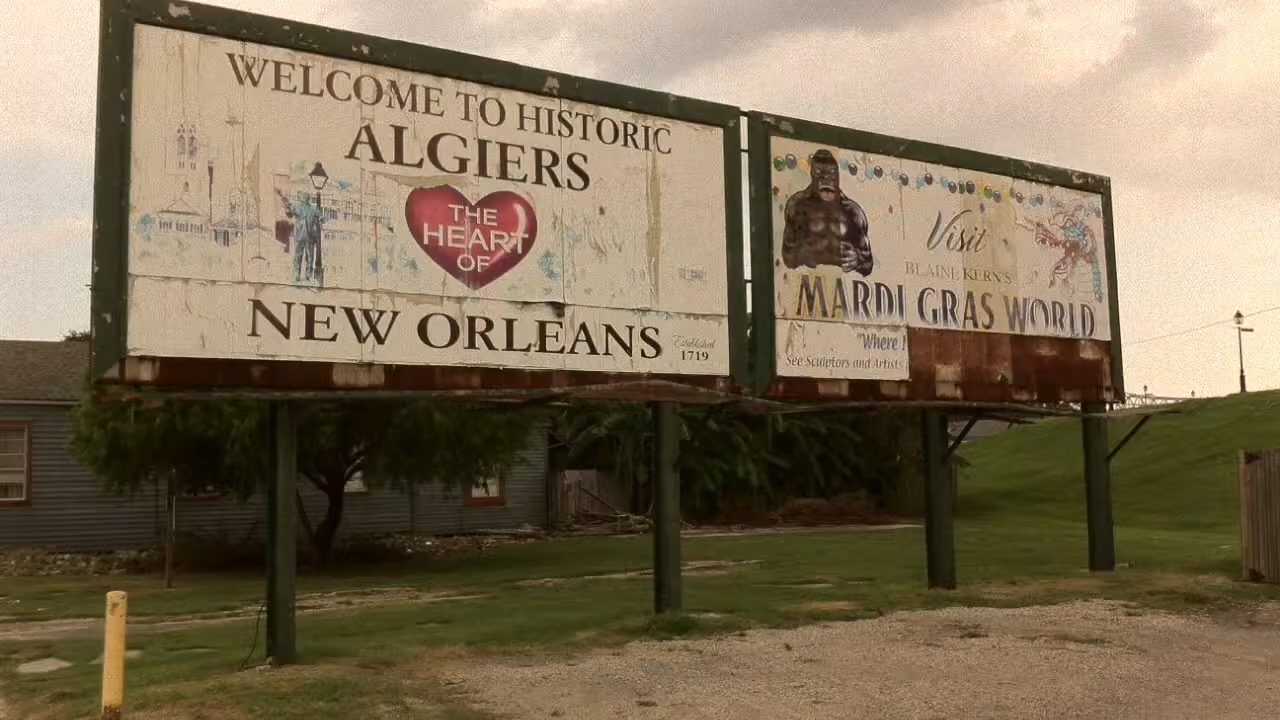 WELCOME TO HISTORIC
ALGIERS
THE
HEART
OF
NEW ORLEANS
Established
1719
Visit
BLAINE KERN'S
MARDI GRAS WORLD
"Where
See Sculptors and Artists